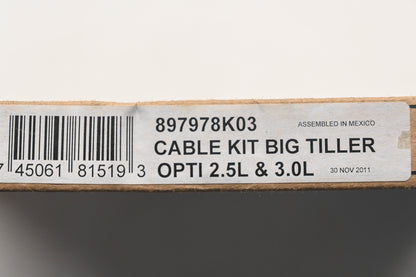 897978K03 ASSEMBLED IN MEXICO
CABLE KIT BIG TILLER
OPTI 2.5L & 3.0L 30 NOV 2011
7 45061 81519 3